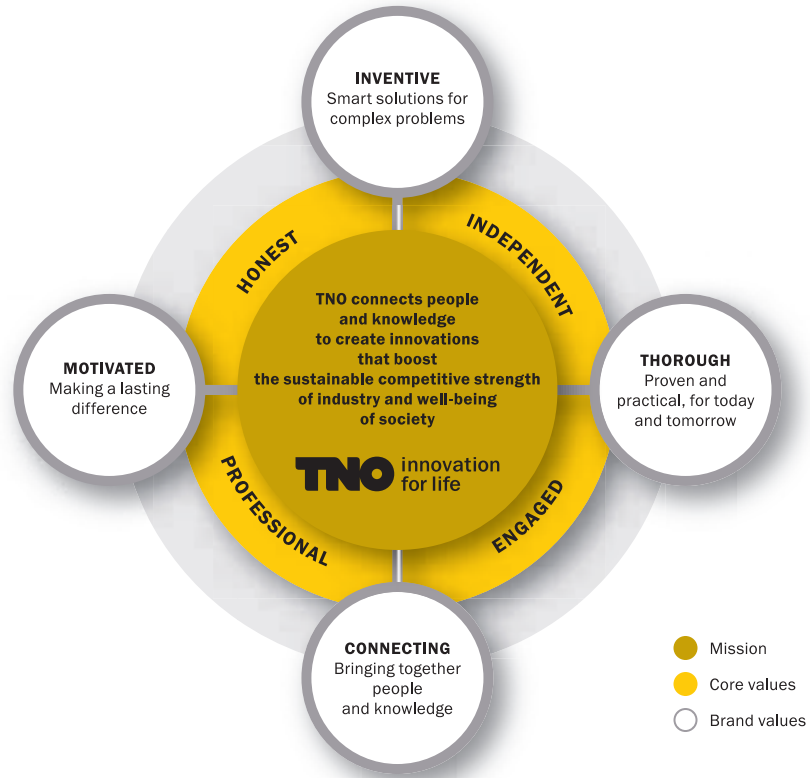 INVENTIVE
Smart solutions for
complex problems
HONEST
INDEPENDENT
TNO connects people
and knowledge
to create innovations
that boost
the sustainable competitive strength
of industry and well-being
of society
TNO innovation
for life
MOTIVATED
Making a lasting
difference
THOROUGH
Proven and
practical, for today
and tomorrow
PROFESSIONAL
ENGAGED
CONNECTING
Bringing together
people
and knowledge
Mission
Core values
Brand values